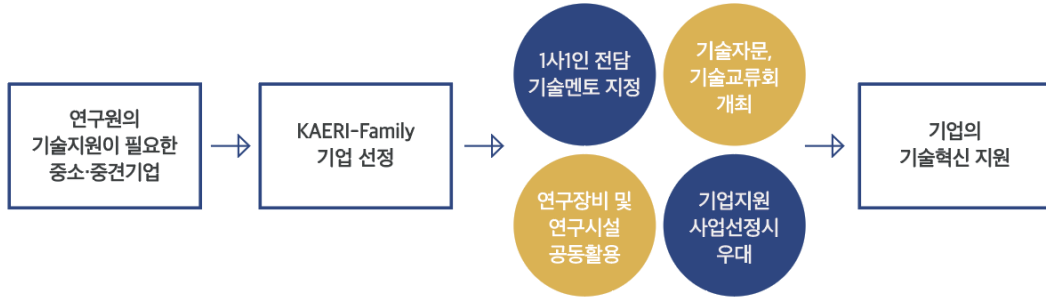 연구원의
기술지원이 필요한
중소·중견기업
KAERI-Family
기업 선정
1사1인 전담
기술멘토 지정
기술자문,
기술교류회
개최
연구장비 및
연구시설
공동활용
기업지원
사업선정시
우대
기업의
기술혁신 지원